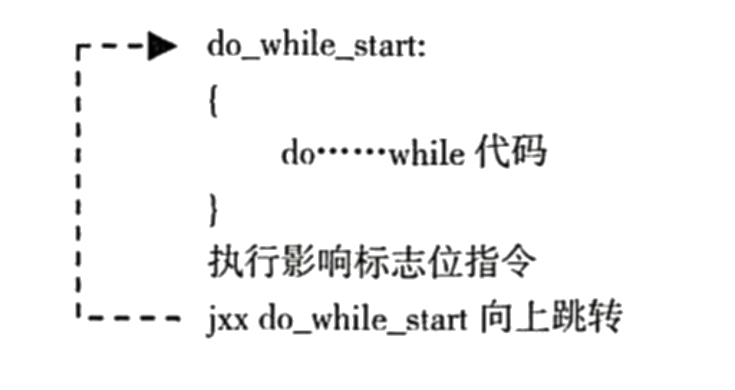 do_while_start:
{
do……while 代码
}
执行影响标志位指令
jxx do_while_start 向上跳转